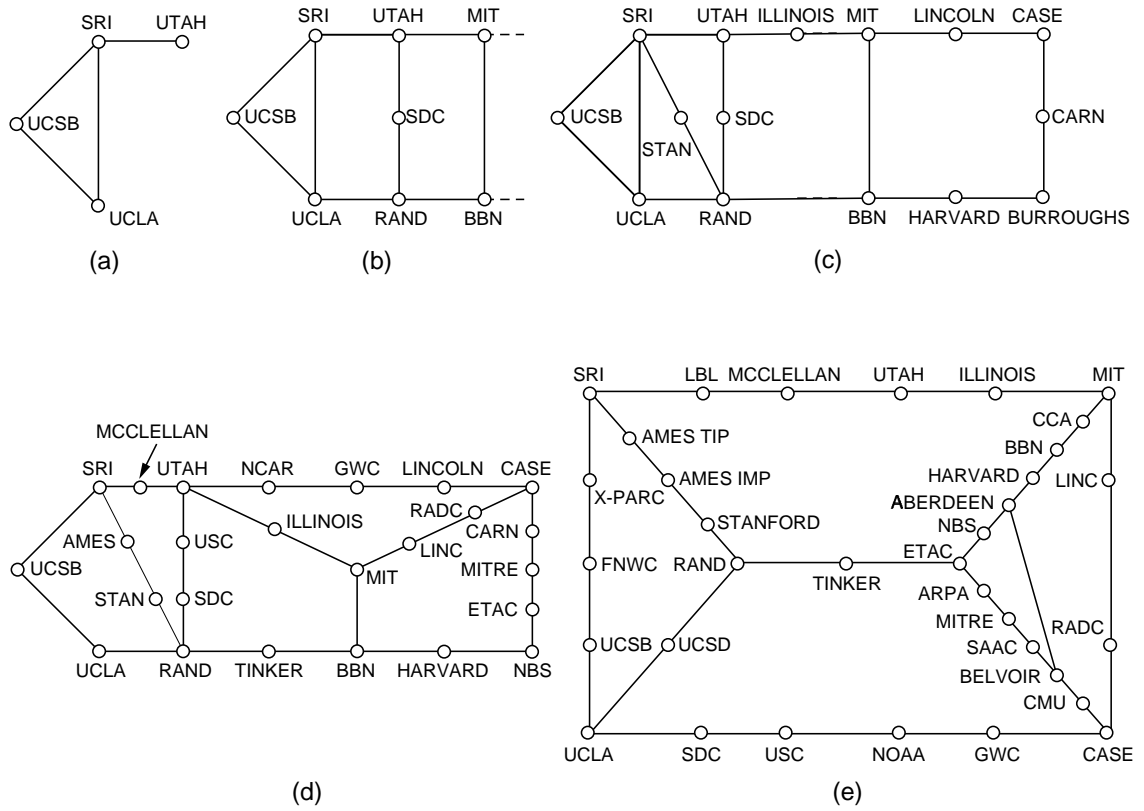 SRI UTAH
UCSB
UCLA
(a)
SRI UTAH MIT
UCSB SDC
UCLA RAND BBN
(b)
SRI UTAH ILLINOIS MIT LINCOLN CASE
UCSB SDC CARN
STAN
UCLA RAND BBN HARVARD BURROUGHS
(c)
MCCLELLAN
SRI UTAH NCAR GWC LINCOLN CASE
RADC
ILLINOIS CARN
AMES USC LINC
UCSB MIT MITRE
STAN SDC ETAC
UCLA RAND TINKER BBN HARVARD NBS
(d)
SRI LBL MCCLELLAN UTAH ILLINOIS MIT
CCA
AMES TIP BBN
AMES IMP HARVARD LINC
X-PARC ABERDEEN
STANFORD NBS
FNWC RAND ETAC
TINKER
ARPA
MITRE
UCSB UCSD SAAC RADC
BELVOIR
CMU
UCLA SDC USC NOAA GWC CASE
(e)